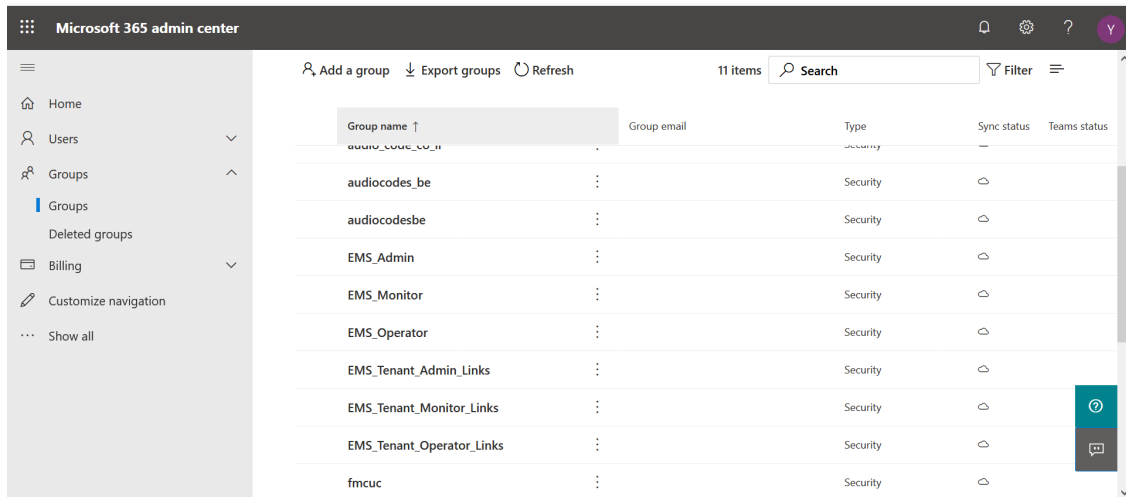 Microsoft 365 admin center
?
Y
Add a group Export groups Refresh 11 items Search Filter
Home
Users
Groups
Groups
Deleted groups
Billing
Customize navigation
Show all
Group name ↑ Group email Type Sync status Teams status
audio_code_co_il Security
audiocodes_be Security
audiocodesbe Security
EMS_Admin Security
EMS_Monitor Security
EMS_Operator Security
EMS_Tenant_Admin_Links Security
EMS_Tenant_Monitor_Links Security
EMS_Tenant_Operator_Links Security
fmcuc Security